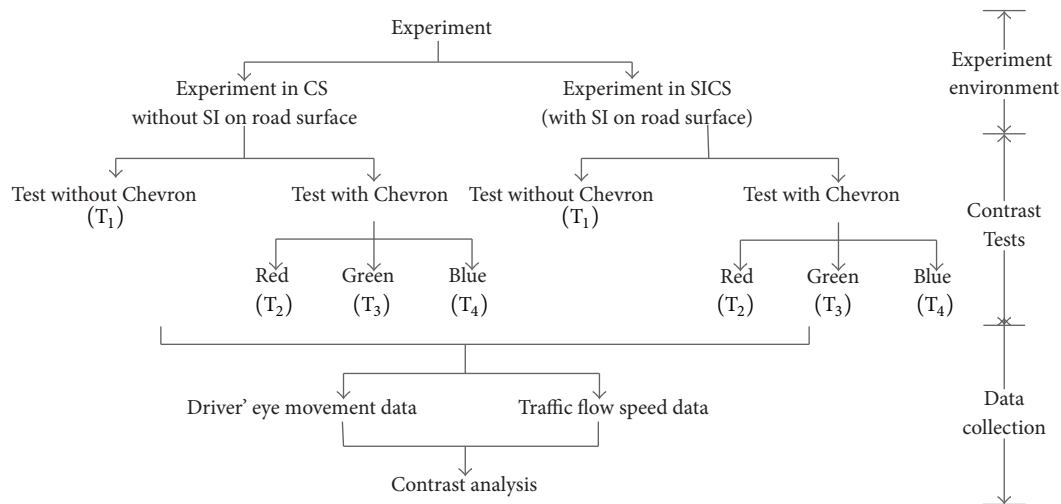 Experiment
Experiment in CS
without SI on road surface
Experiment in SICS
(with SI on road surface)
Experiment
environment
Test without Chevron
(T₁)
Test with Chevron
Test without Chevron
(T₁)
Test with Chevron
Contrast
Tests
Red
(T₂)
Green
(T₃)
Blue
(T₄)
Red
(T₂)
Green
(T₃)
Blue
(T₄)
Driver' eye movement data
Traffic flow speed data
Data
collection
Contrast analysis